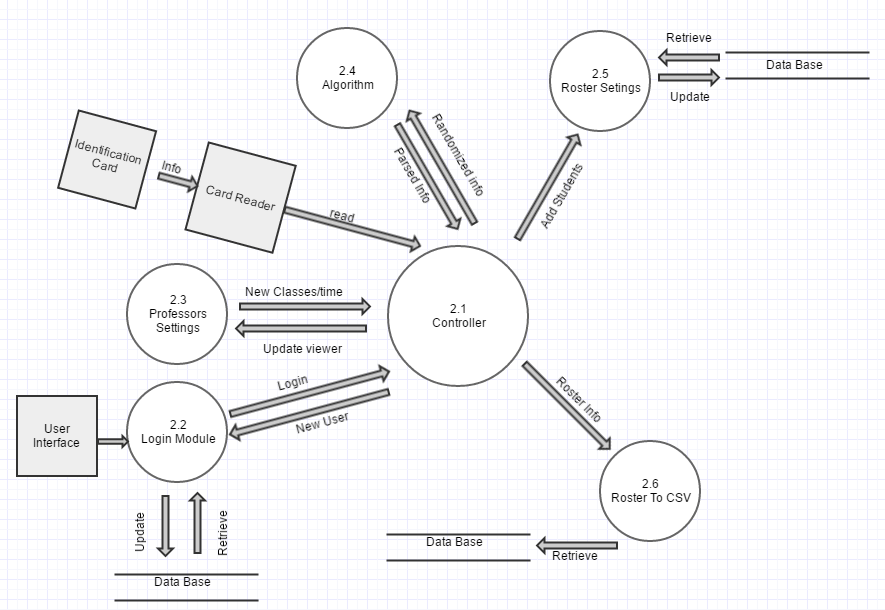 2.4
Algorithm
2.5
Roster Setings
Retrieve
Data Base
Update
Identification
Card
Info
Card Reader
read
Randomized info
Parsed Info
Add Students
2.3
Professors
Settings
New Classes/time
Update viewer
2.1
Controller
User
Interface
2.2
Login Module
Login
New User
Roster Info
2.6
Roster To CSV
Update
Retrieve
Data Base
Data Base
Retrieve